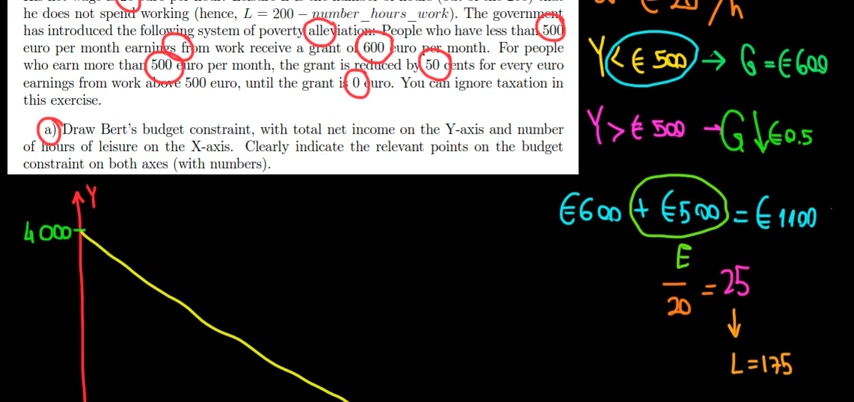 he does not spend working (hence, L = 200 − number_hours_work). The government
has introduced the following system of poverty alleviation: People who have less than 500
euro per month earnings from work receive a grant of 600 euro per month. For people
who earn more than 500 euro per month, the grant is reduced by 50 cents for every euro
earnings from work above 500 euro, until the grant is 0 euro. You can ignore taxation in
this exercise.
a) Draw Bert's budget constraint, with total net income on the Y-axis and number
of hours of leisure on the X-axis. Clearly indicate the relevant points on the budget
constraint on both axes (with numbers).
Y
4000
Y < € 500 → G = € 600
Y > € 500 → G ↓ €0.5
€600 + €500 = € 1100
E
20
= 25
↓
L = 175